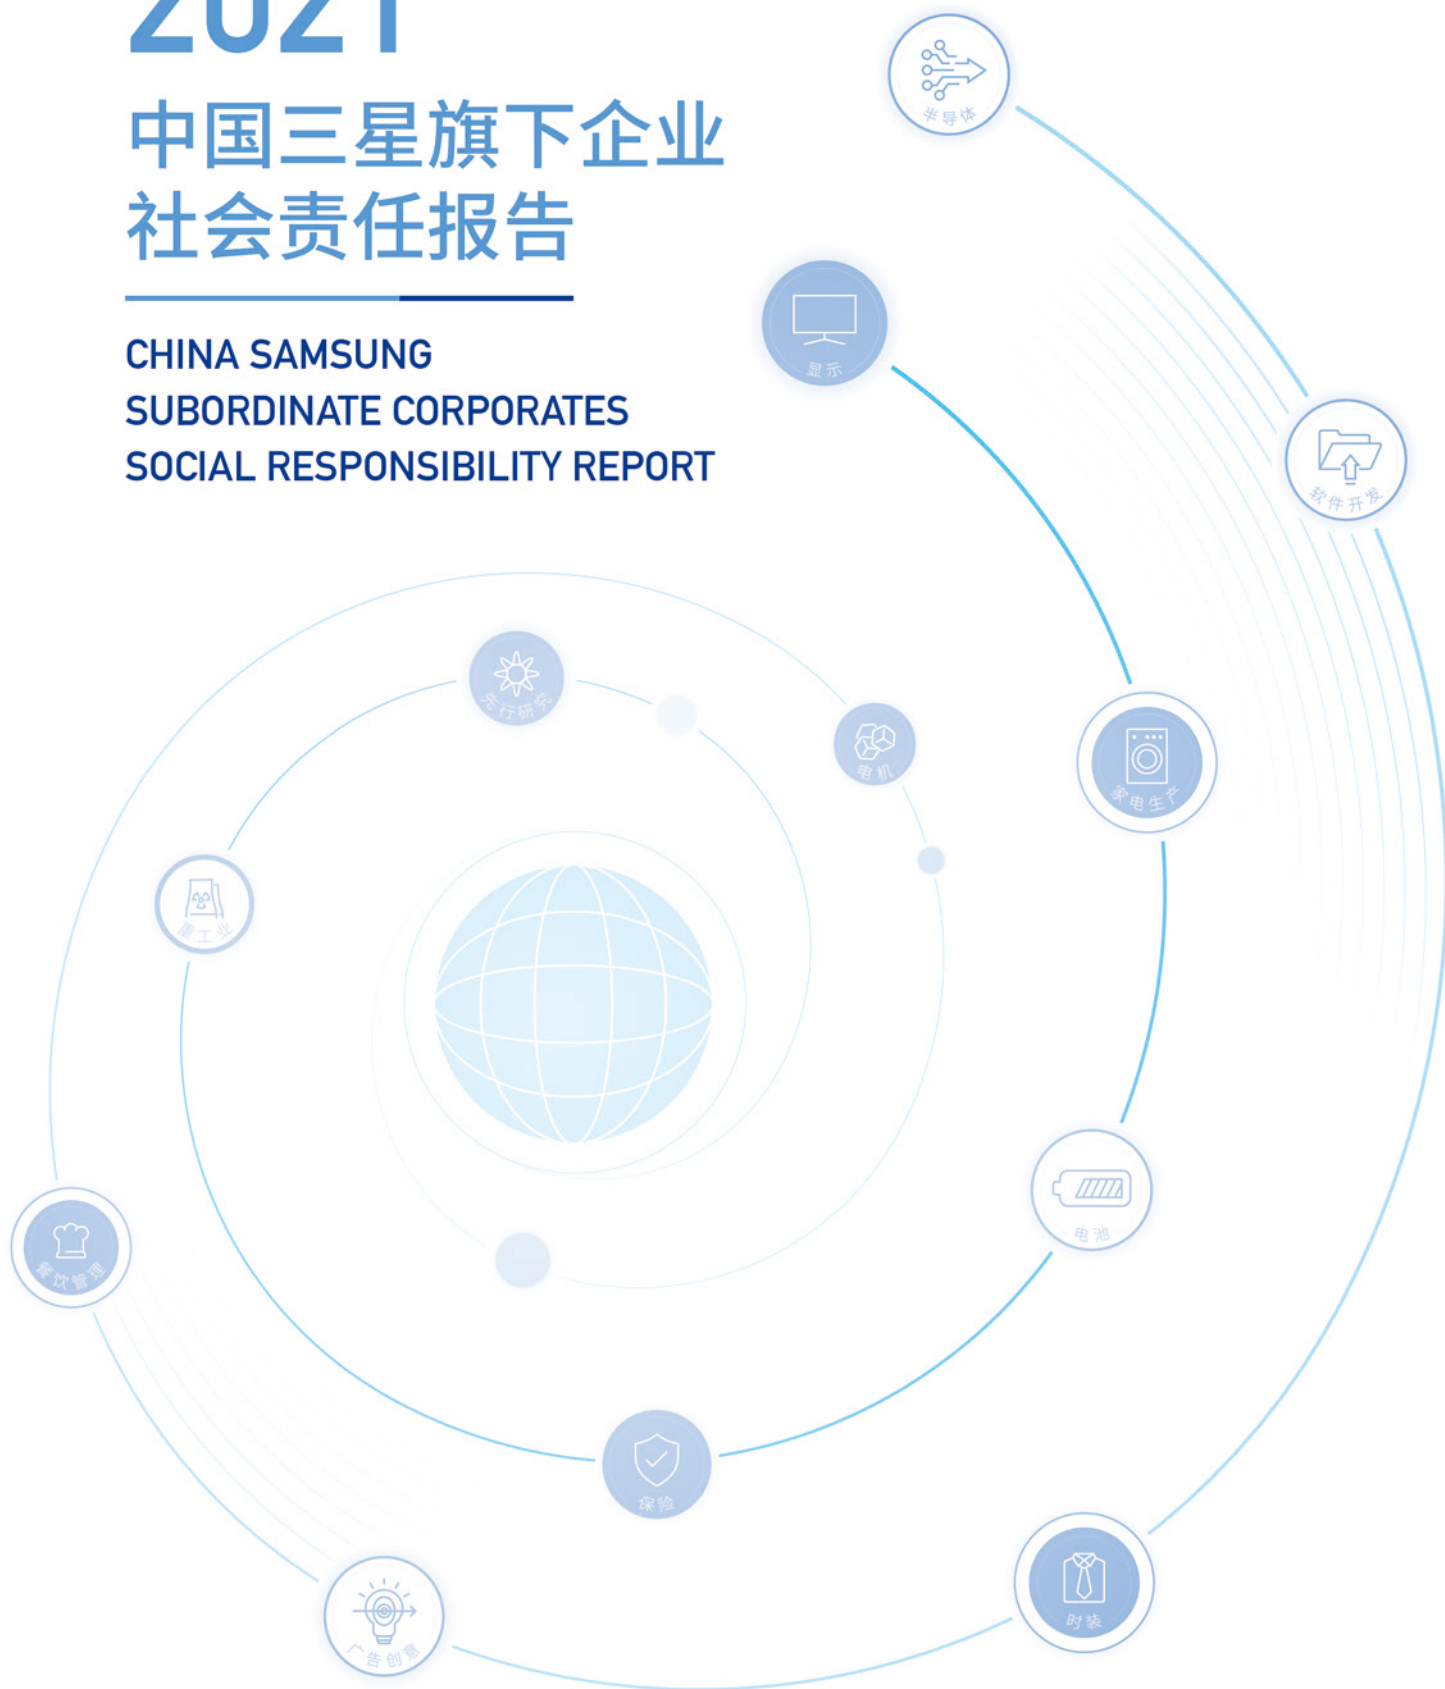 2021
中国三星旗下企业
社会责任报告
CHINA SAMSUNG
SUBORDINATE CORPORATES
SOCIAL RESPONSIBILITY REPORT
半导体
显示
软件开发
先行研究
电机
家电生产
重工业
电池
餐饮管理
保险
时装
广告创意